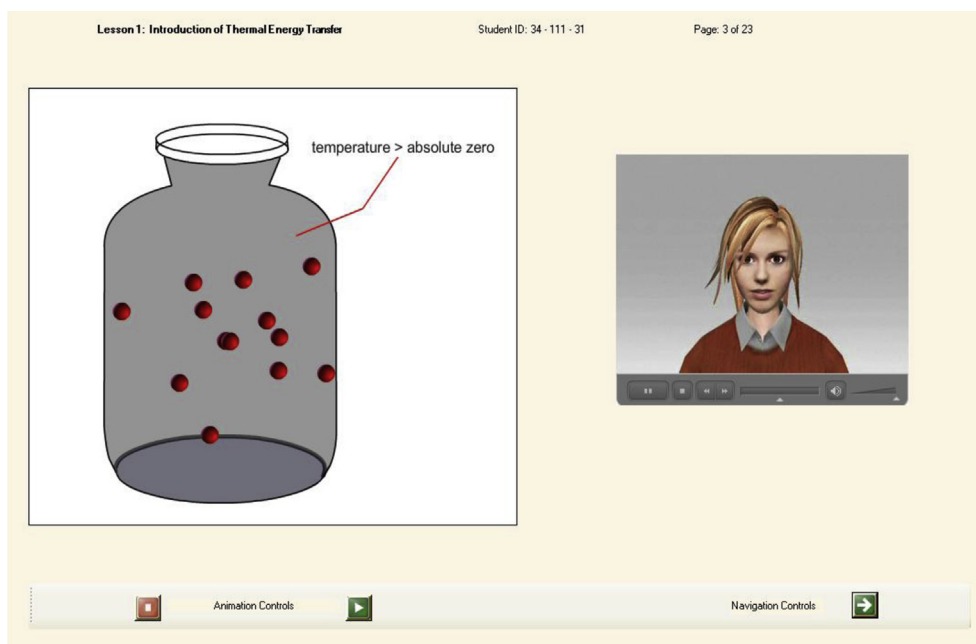 Lesson 1: Introduction of Thermal Energy Transfer
Student ID: 34 - 111 - 31
Page: 3 of 23
temperature > absolute zero
Animation Controls
Navigation Controls